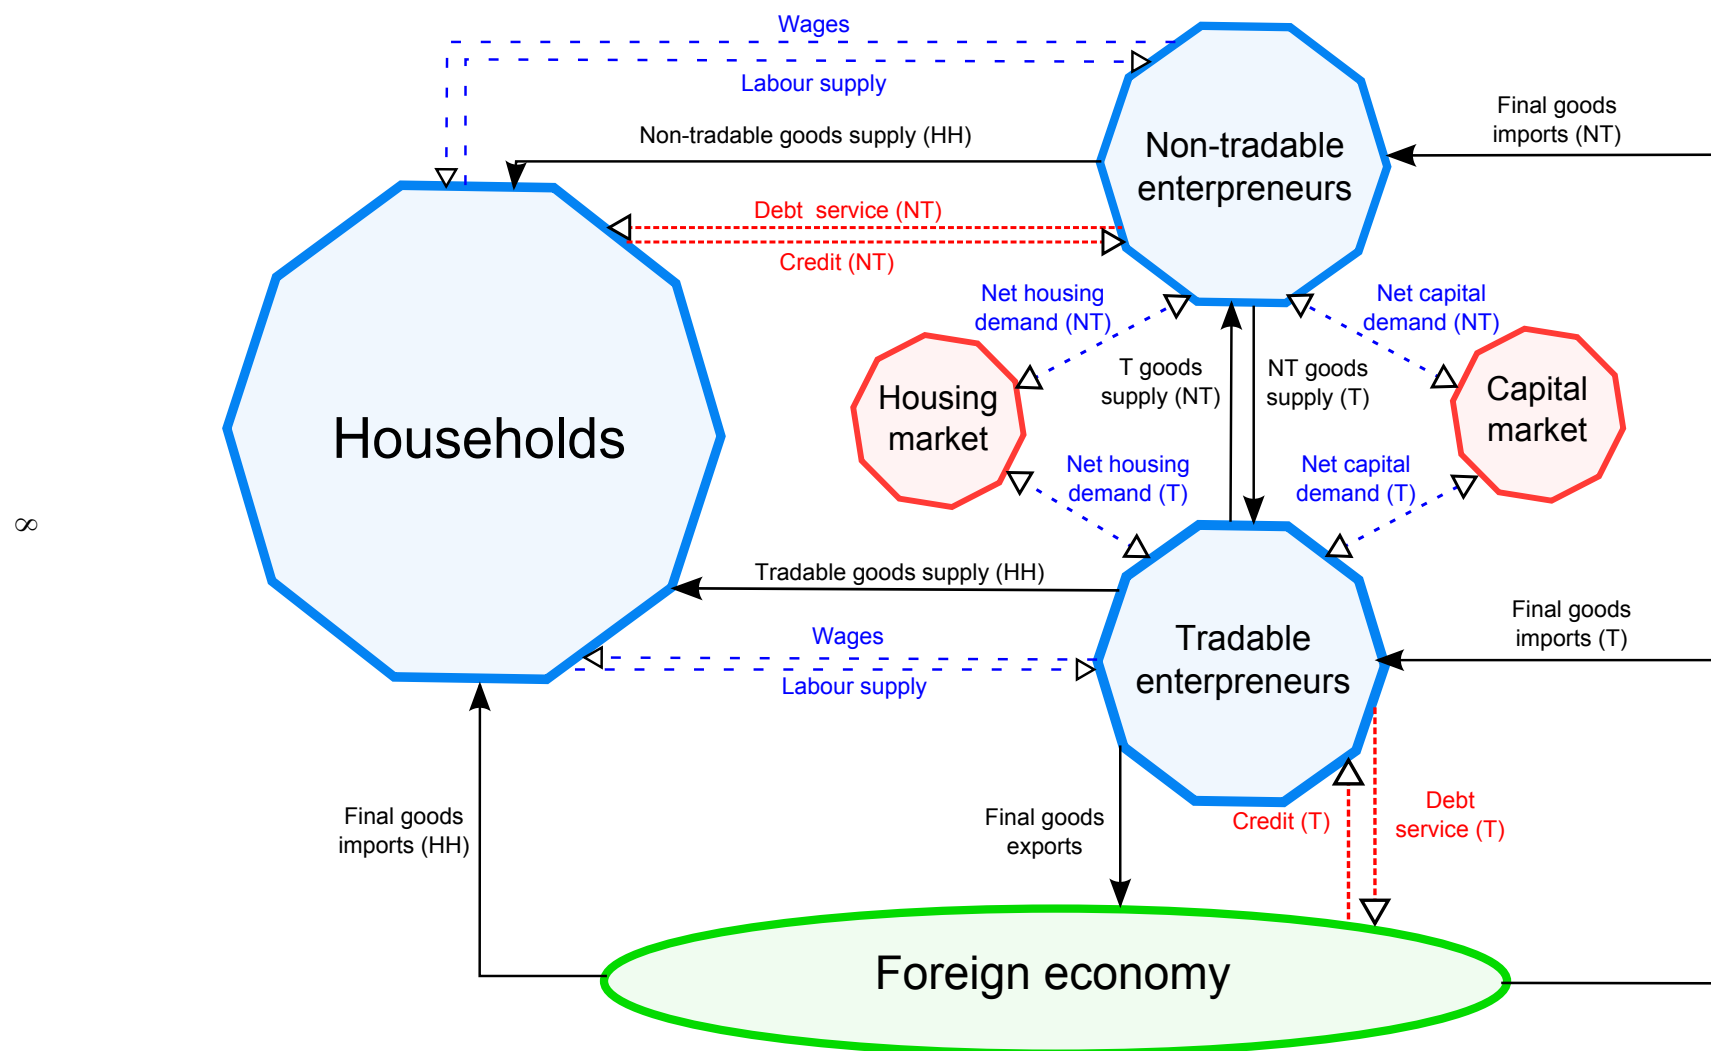 Wages
Labour supply
Non-tradable goods supply (HH)
Non-tradable
enterpreneurs
Final goods
imports (NT)
Debt service (NT)
Credit (NT)
Net housing
demand (NT)
Net capital
demand (NT)
T goods
supply (NT)
NT goods
supply (T)
Housing
market
Capital
market
Households
Net housing
demand (T)
Net capital
demand (T)
∞
Tradable goods supply (HH)
Tradable
enterpreneurs
Final goods
imports (T)
Wages
Labour supply
Final goods
imports (HH)
Final goods
exports
Credit (T)
Debt
service (T)
Foreign economy